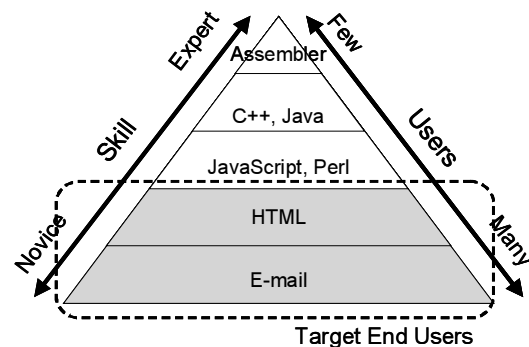 Expert
Skill
Novice
Few
Users
Many
Assembler
C++, Java
JavaScript, Perl
HTML
E-mail
Target End Users